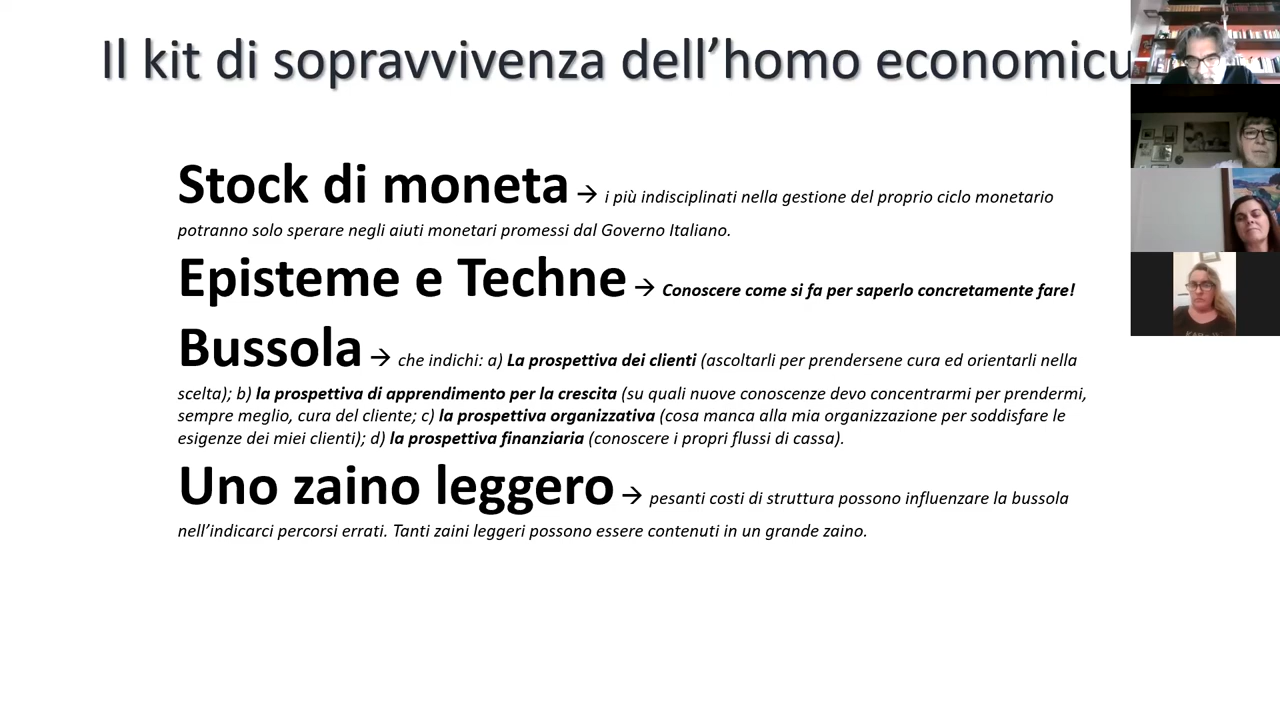 Il kit di sopravvivenza dell'homo economicu
Stock di moneta → i più indisciplinati nella gestione del proprio ciclo monetario
potranno solo sperare negli aiuti monetari promessi dal Governo Italiano.
Episteme e Techne → Conoscere come si fa per saperlo concretamente fare!
Bussola → che indichi: a) La prospettiva dei clienti (ascoltarli per prendersene cura ed orientarli nella
scelta); b) la prospettiva di apprendimento per la crescita (su quali nuove conoscenze devo concentrarmi per prendermi,
sempre meglio, cura del cliente; c) la prospettiva organizzativa (cosa manca alla mia organizzazione per soddisfare le
esigenze dei miei clienti); d) la prospettiva finanziaria (conoscere i propri flussi di cassa).
Uno zaino leggero → pesanti costi di struttura possono influenzare la bussola
nell'indicarci percorsi errati. Tanti zaini leggeri possono essere contenuti in un grande zaino.